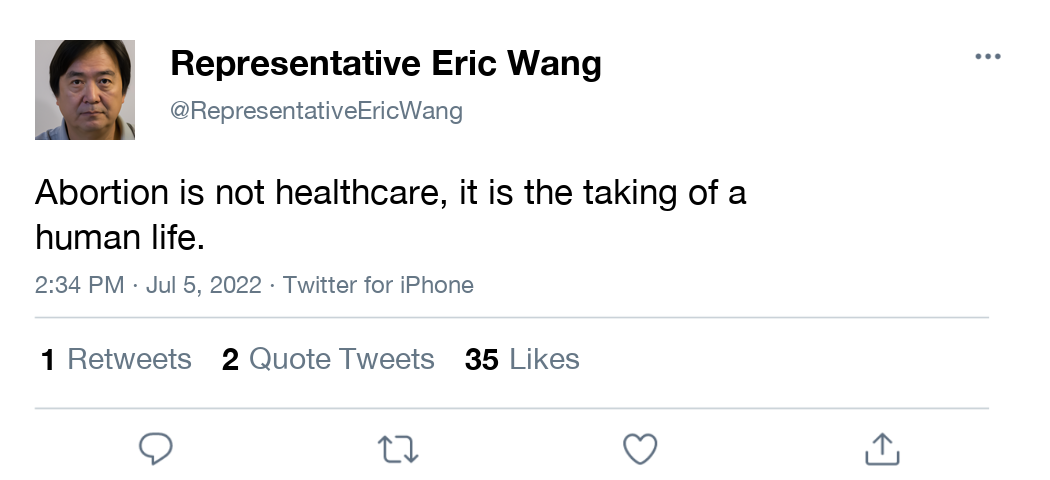 Representative Eric Wang
@RepresentativeEricWang
Abortion is not healthcare, it is the taking of a
human life.
2:34 PM · Jul 5, 2022 · Twitter for iPhone
1 Retweets 2 Quote Tweets 35 Likes